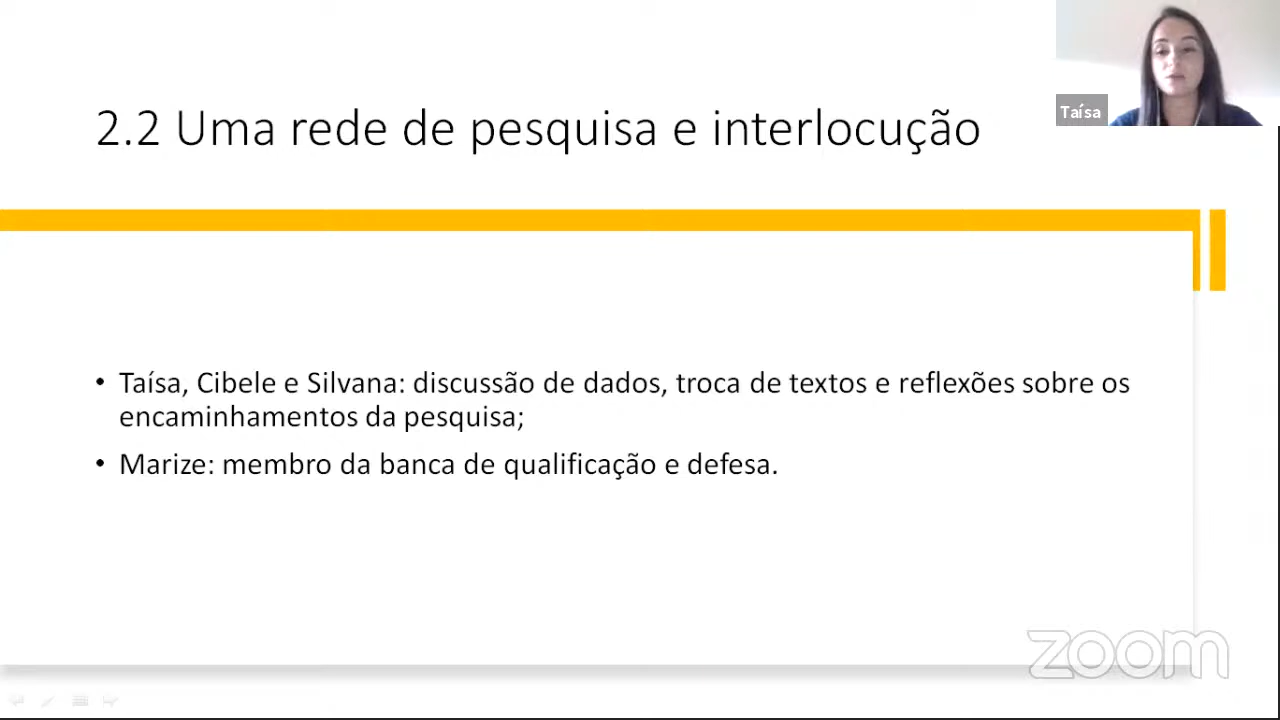 Taísa
2.2 Uma rede de pesquisa e interlocução
• Taísa, Cibele e Silvana: discussão de dados, troca de textos e reflexões sobre os
encaminhamentos da pesquisa;
• Marize: membro da banca de qualificação e defesa.
zoom